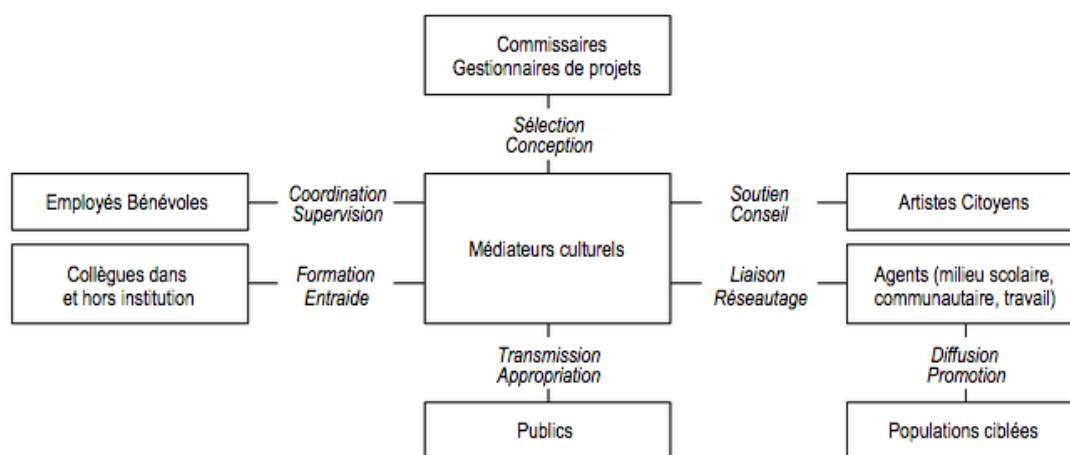 Commissaires
Gestionnaires de projets
Sélection
Conception
Employés Bénévoles
Coordination
Supervision
Médiateurs culturels
Soutien
Conseil
Artistes Citoyens
Collègues dans
et hors institution
Formation
Entraide
Liaison
Réseautage
Agents (milieu scolaire,
communautaire, travail)
Transmission
Appropriation
Diffusion
Promotion
Publics
Populations ciblées